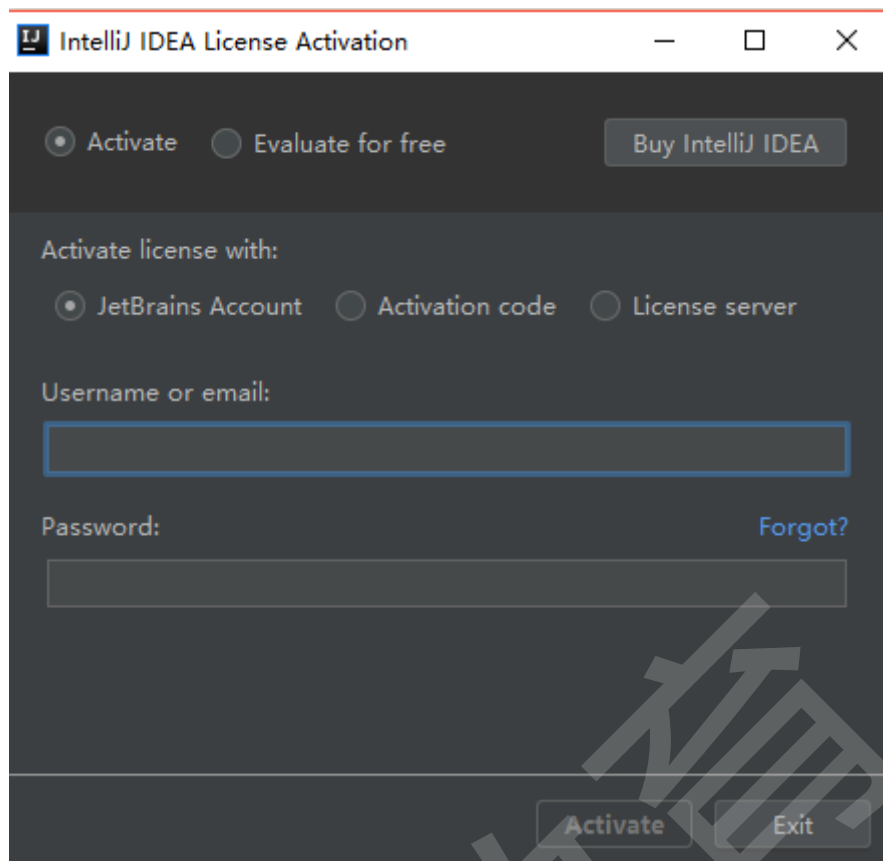 IJ IntelliJ IDEA License Activation
Activate Evaluate for free Buy IntelliJ IDEA
Activate license with:
JetBrains Account Activation code License server
Username or email:
Password: Forgot?
Activate Exit